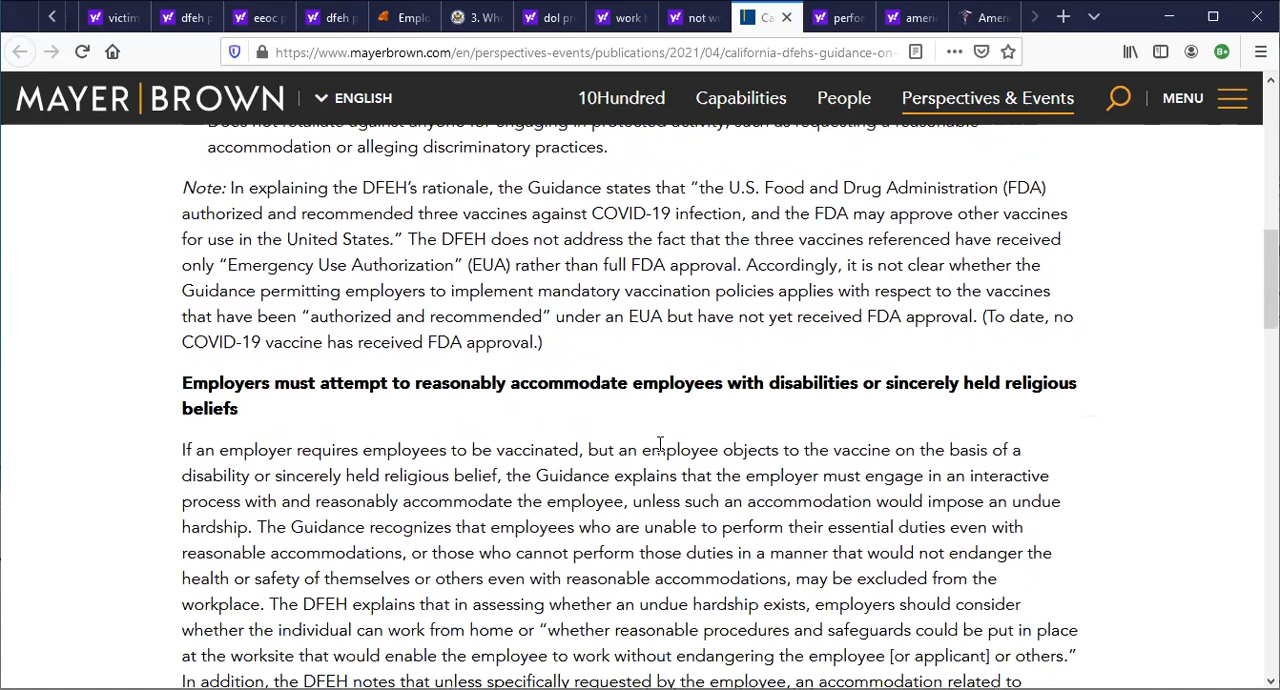 victim
dfeh p
eeoc p
dfeh p
Emplo
3. Whe
dol pr
work h
not w
Ca
perfor
ameri
Ameri
https://www.mayerbrown.com/en/perspectives-events/publications/2021/04/california-dfehs-guidance-on-
MAYER | BROWN
ENGLISH
10Hundred
Capabilities
People
Perspectives & Events
MENU
Does not retaliate against anyone for engaging in protected activity, such as requesting a reasonable
accommodation or alleging discriminatory practices.
Note: In explaining the DFEH’s rationale, the Guidance states that “the U.S. Food and Drug Administration (FDA)
authorized and recommended three vaccines against COVID-19 infection, and the FDA may approve other vaccines
for use in the United States.” The DFEH does not address the fact that the three vaccines referenced have received
only “Emergency Use Authorization” (EUA) rather than full FDA approval. Accordingly, it is not clear whether the
Guidance permitting employers to implement mandatory vaccination policies applies with respect to the vaccines
that have been “authorized and recommended” under an EUA but have not yet received FDA approval. (To date, no
COVID-19 vaccine has received FDA approval.)
Employers must attempt to reasonably accommodate employees with disabilities or sincerely held religious
beliefs
If an employer requires employees to be vaccinated, but an employee objects to the vaccine on the basis of a
disability or sincerely held religious belief, the Guidance explains that the employer must engage in an interactive
process with and reasonably accommodate the employee, unless such an accommodation would impose an undue
hardship. The Guidance recognizes that employees who are unable to perform their essential duties even with
reasonable accommodations, or those who cannot perform those duties in a manner that would not endanger the
health or safety of themselves or others even with reasonable accommodations, may be excluded from the
workplace. The DFEH explains that in assessing whether an undue hardship exists, employers should consider
whether the individual can work from home or “whether reasonable procedures and safeguards could be put in place
at the worksite that would enable the employee to work without endangering the employee [or applicant] or others.”
In addition, the DFEH notes that unless specifically requested by the employee, an accommodation related to